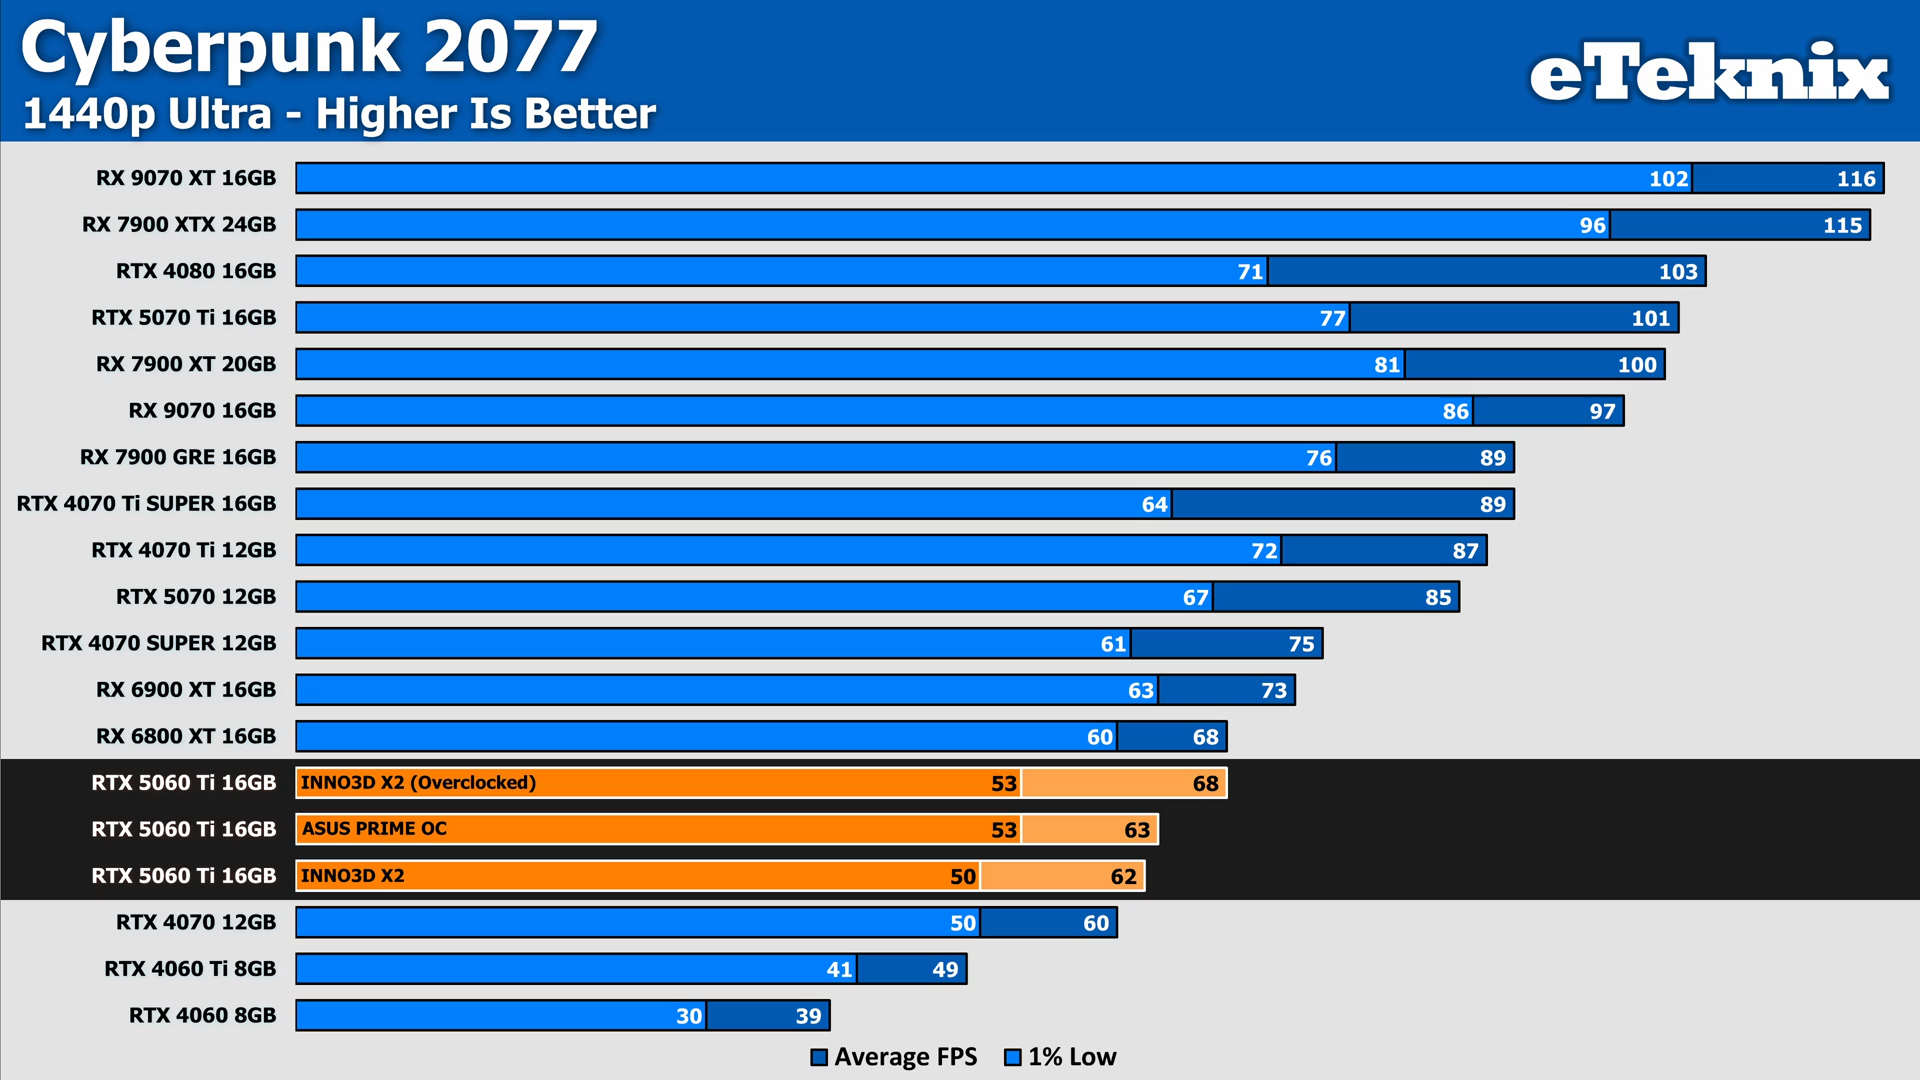 Cyberpunk 2077
1440p Ultra - Higher Is Better
eTeknix
RX 9070 XT 16GB 102 116
RX 7900 XTX 24GB 96 115
RTX 4080 16GB 71 103
RTX 5070 Ti 16GB 77 101
RX 7900 XT 20GB 81 100
RX 9070 16GB 86 97
RX 7900 GRE 16GB 76 89
RTX 4070 Ti SUPER 16GB 64 89
RTX 4070 Ti 12GB 72 87
RTX 5070 12GB 67 85
RTX 4070 SUPER 12GB 61 75
RX 6900 XT 16GB 63 73
RX 6800 XT 16GB 60 68
RTX 5060 Ti 16GB INNO3D X2 (Overclocked) 53 68
RTX 5060 Ti 16GB ASUS PRIME OC 53 63
RTX 5060 Ti 16GB INNO3D X2 50 62
RTX 4070 12GB 50 60
RTX 4060 Ti 8GB 41 49
RTX 4060 8GB 30 39
Average FPS 1% Low